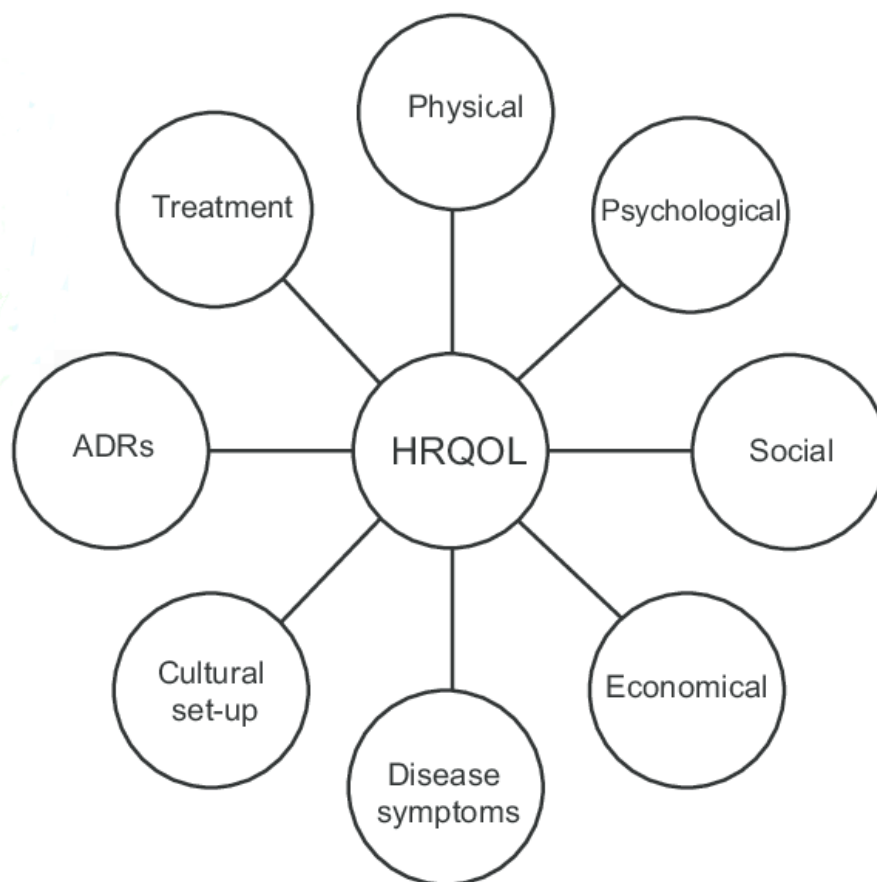 Physical
Treatment
Psychological
ADRs
HRQOL
Social
Cultural
set-up
Economical
Disease
symptoms